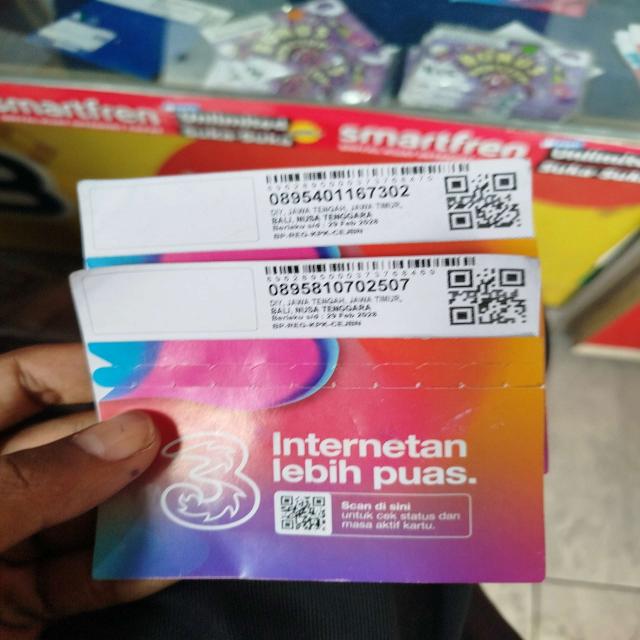 smartfren
Unlimited
Suka-Suka
smartfren
Unlimited
Suka-Suka
0895401167302
DIY, JAWA TENGAH, JAWA TIMUR,
BALI, NUSA TENGGARA
Berlaku s/d : 29 Feb 2028
BP-REG-KPK-CEJBN
0895810702507
DIY, JAWA TENGAH, JAWA TIMUR,
BALI, NUSA TENGGARA
Berlaku s/d : 29 Feb 2028
BP-REG-KPK-CEJBN
3
Internetan
lebih puas.
Scan di sini
untuk cek status dan
masa aktif kartu.